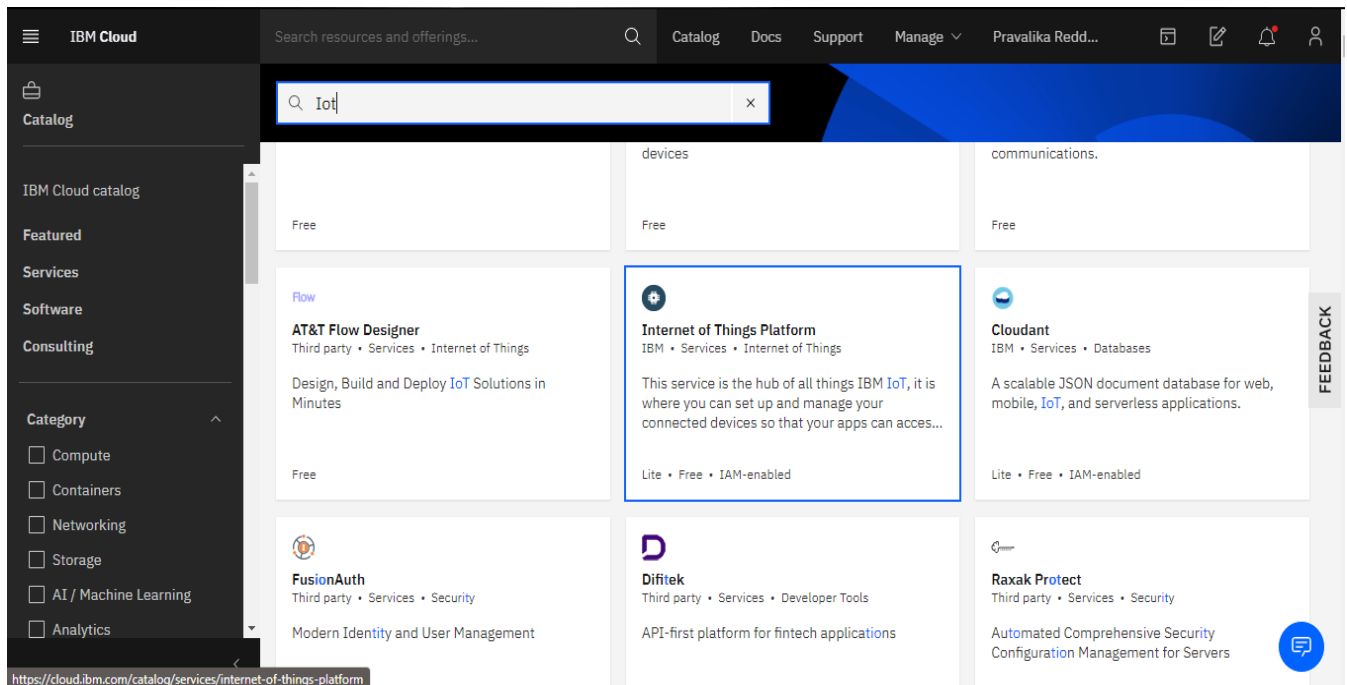 IBM Cloud
Search resources and offerings...
Catalog
Docs
Support
Manage
Pravalika Redd...
Catalog
Iot
IBM Cloud catalog
Featured
Services
Software
Consulting
Category
Compute
Containers
Networking
Storage
AI / Machine Learning
Analytics
devices
communications.
Free
Free
Free
Flow
AT&T Flow Designer
Third party • Services • Internet of Things
Design, Build and Deploy IoT Solutions in
Minutes
Free
Internet of Things Platform
IBM • Services • Internet of Things
This service is the hub of all things IBM IoT, it is
where you can set up and manage your
connected devices so that your apps can acces...
Lite • Free • IAM-enabled
Cloudant
IBM • Services • Databases
A scalable JSON document database for web,
mobile, IoT, and serverless applications.
Lite • Free • IAM-enabled
FusionAuth
Third party • Services • Security
Modern Identity and User Management
Difitek
Third party • Services • Developer Tools
API-first platform for fintech applications
Raxak Protect
Third party • Services • Security
Automated Comprehensive Security
Configuration Management for Servers
FEEDBACK
https://cloud.ibm.com/catalog/services/internet-of-things-platform